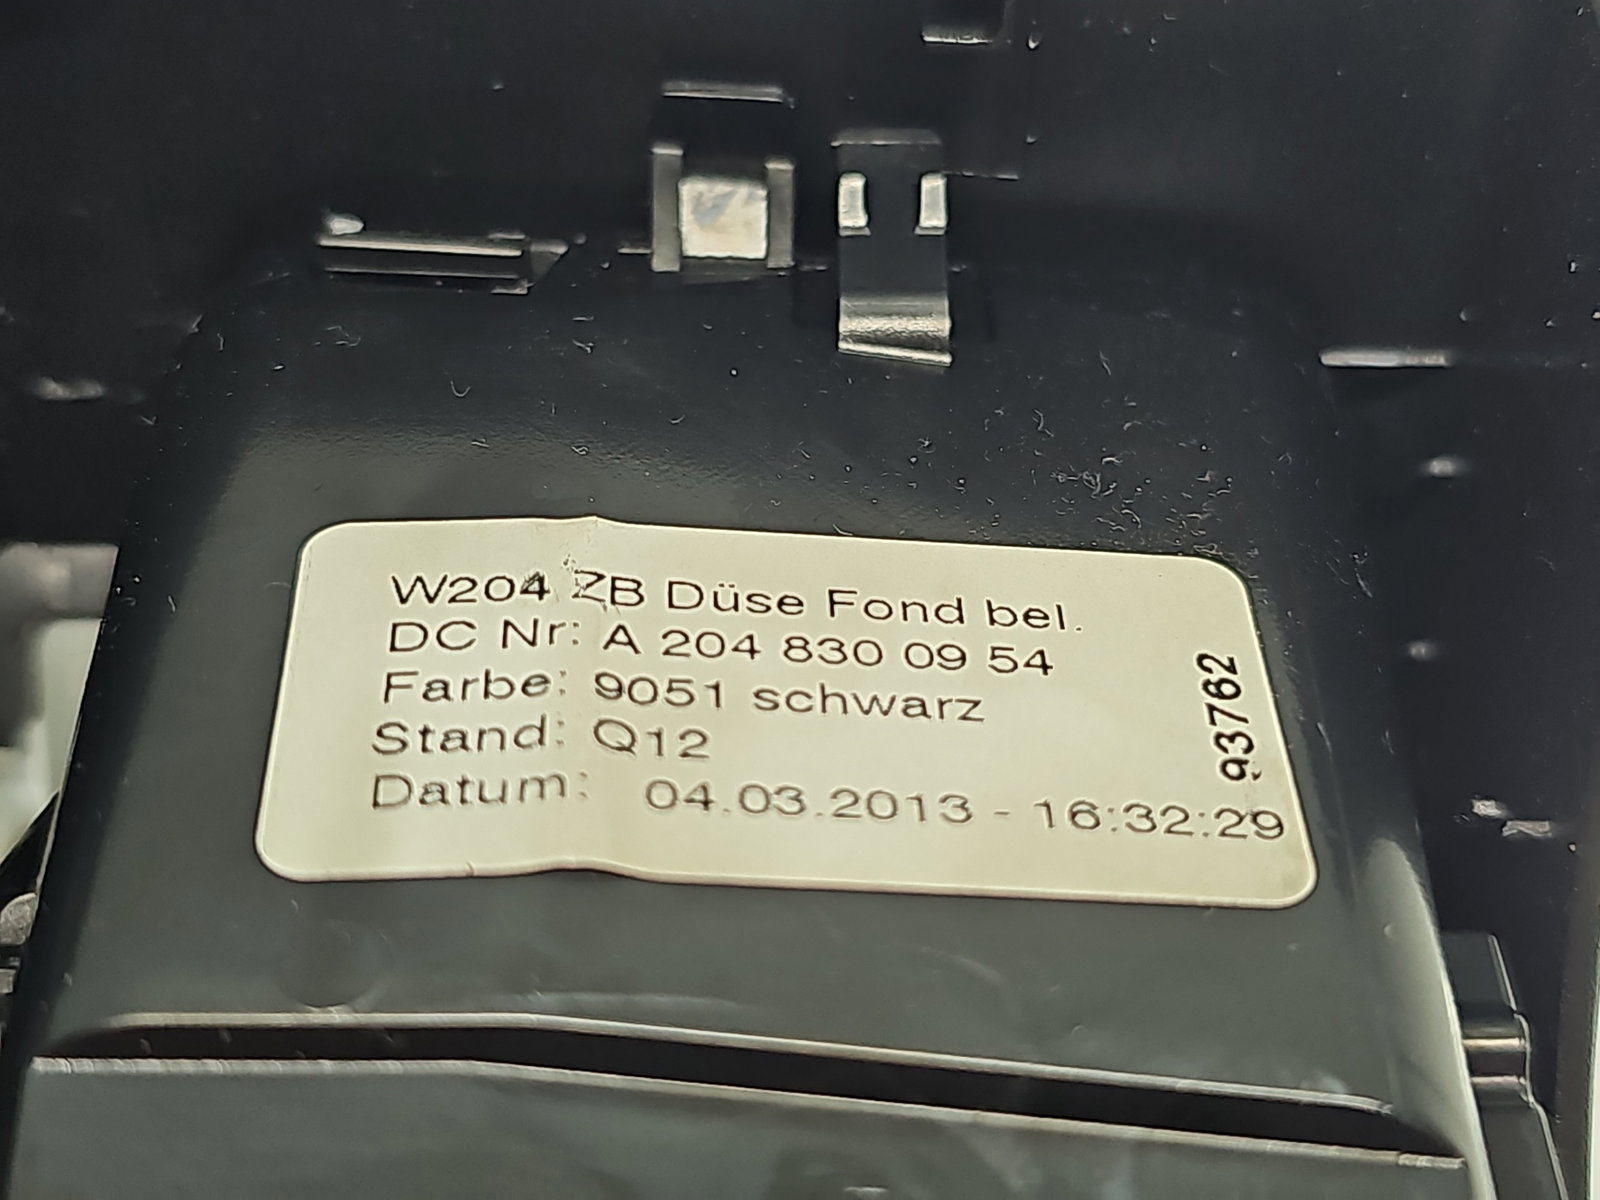 W204 ZB Düse Fond bel.
DC Nr: A 204 830 09 54
Farbe: 9051 schwarz
Stand: Q12
Datum: 04.03.2013 - 16:32:29
93762